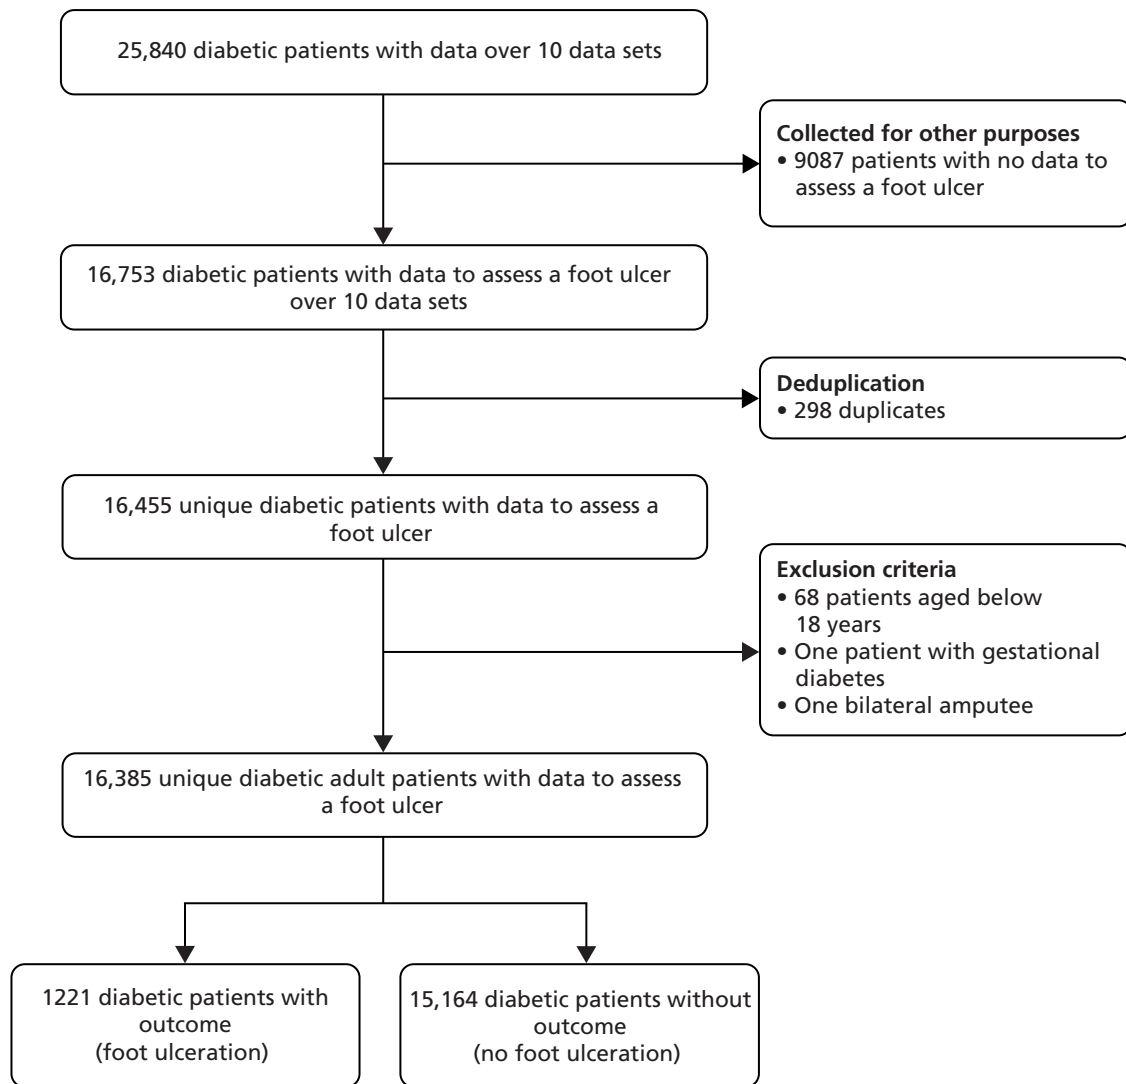 25,840 diabetic patients with data over 10 data sets
Collected for other purposes
• 9087 patients with no data to
assess a foot ulcer
16,753 diabetic patients with data to assess a foot ulcer
over 10 data sets
Deduplication
• 298 duplicates
16,455 unique diabetic patients with data to assess a
foot ulcer
Exclusion criteria
• 68 patients aged below
18 years
• One patient with gestational
diabetes
• One bilateral amputee
16,385 unique diabetic adult patients with data to assess
a foot ulcer
1221 diabetic patients with
outcome
(foot ulceration)
15,164 diabetic patients without
outcome
(no foot ulceration)